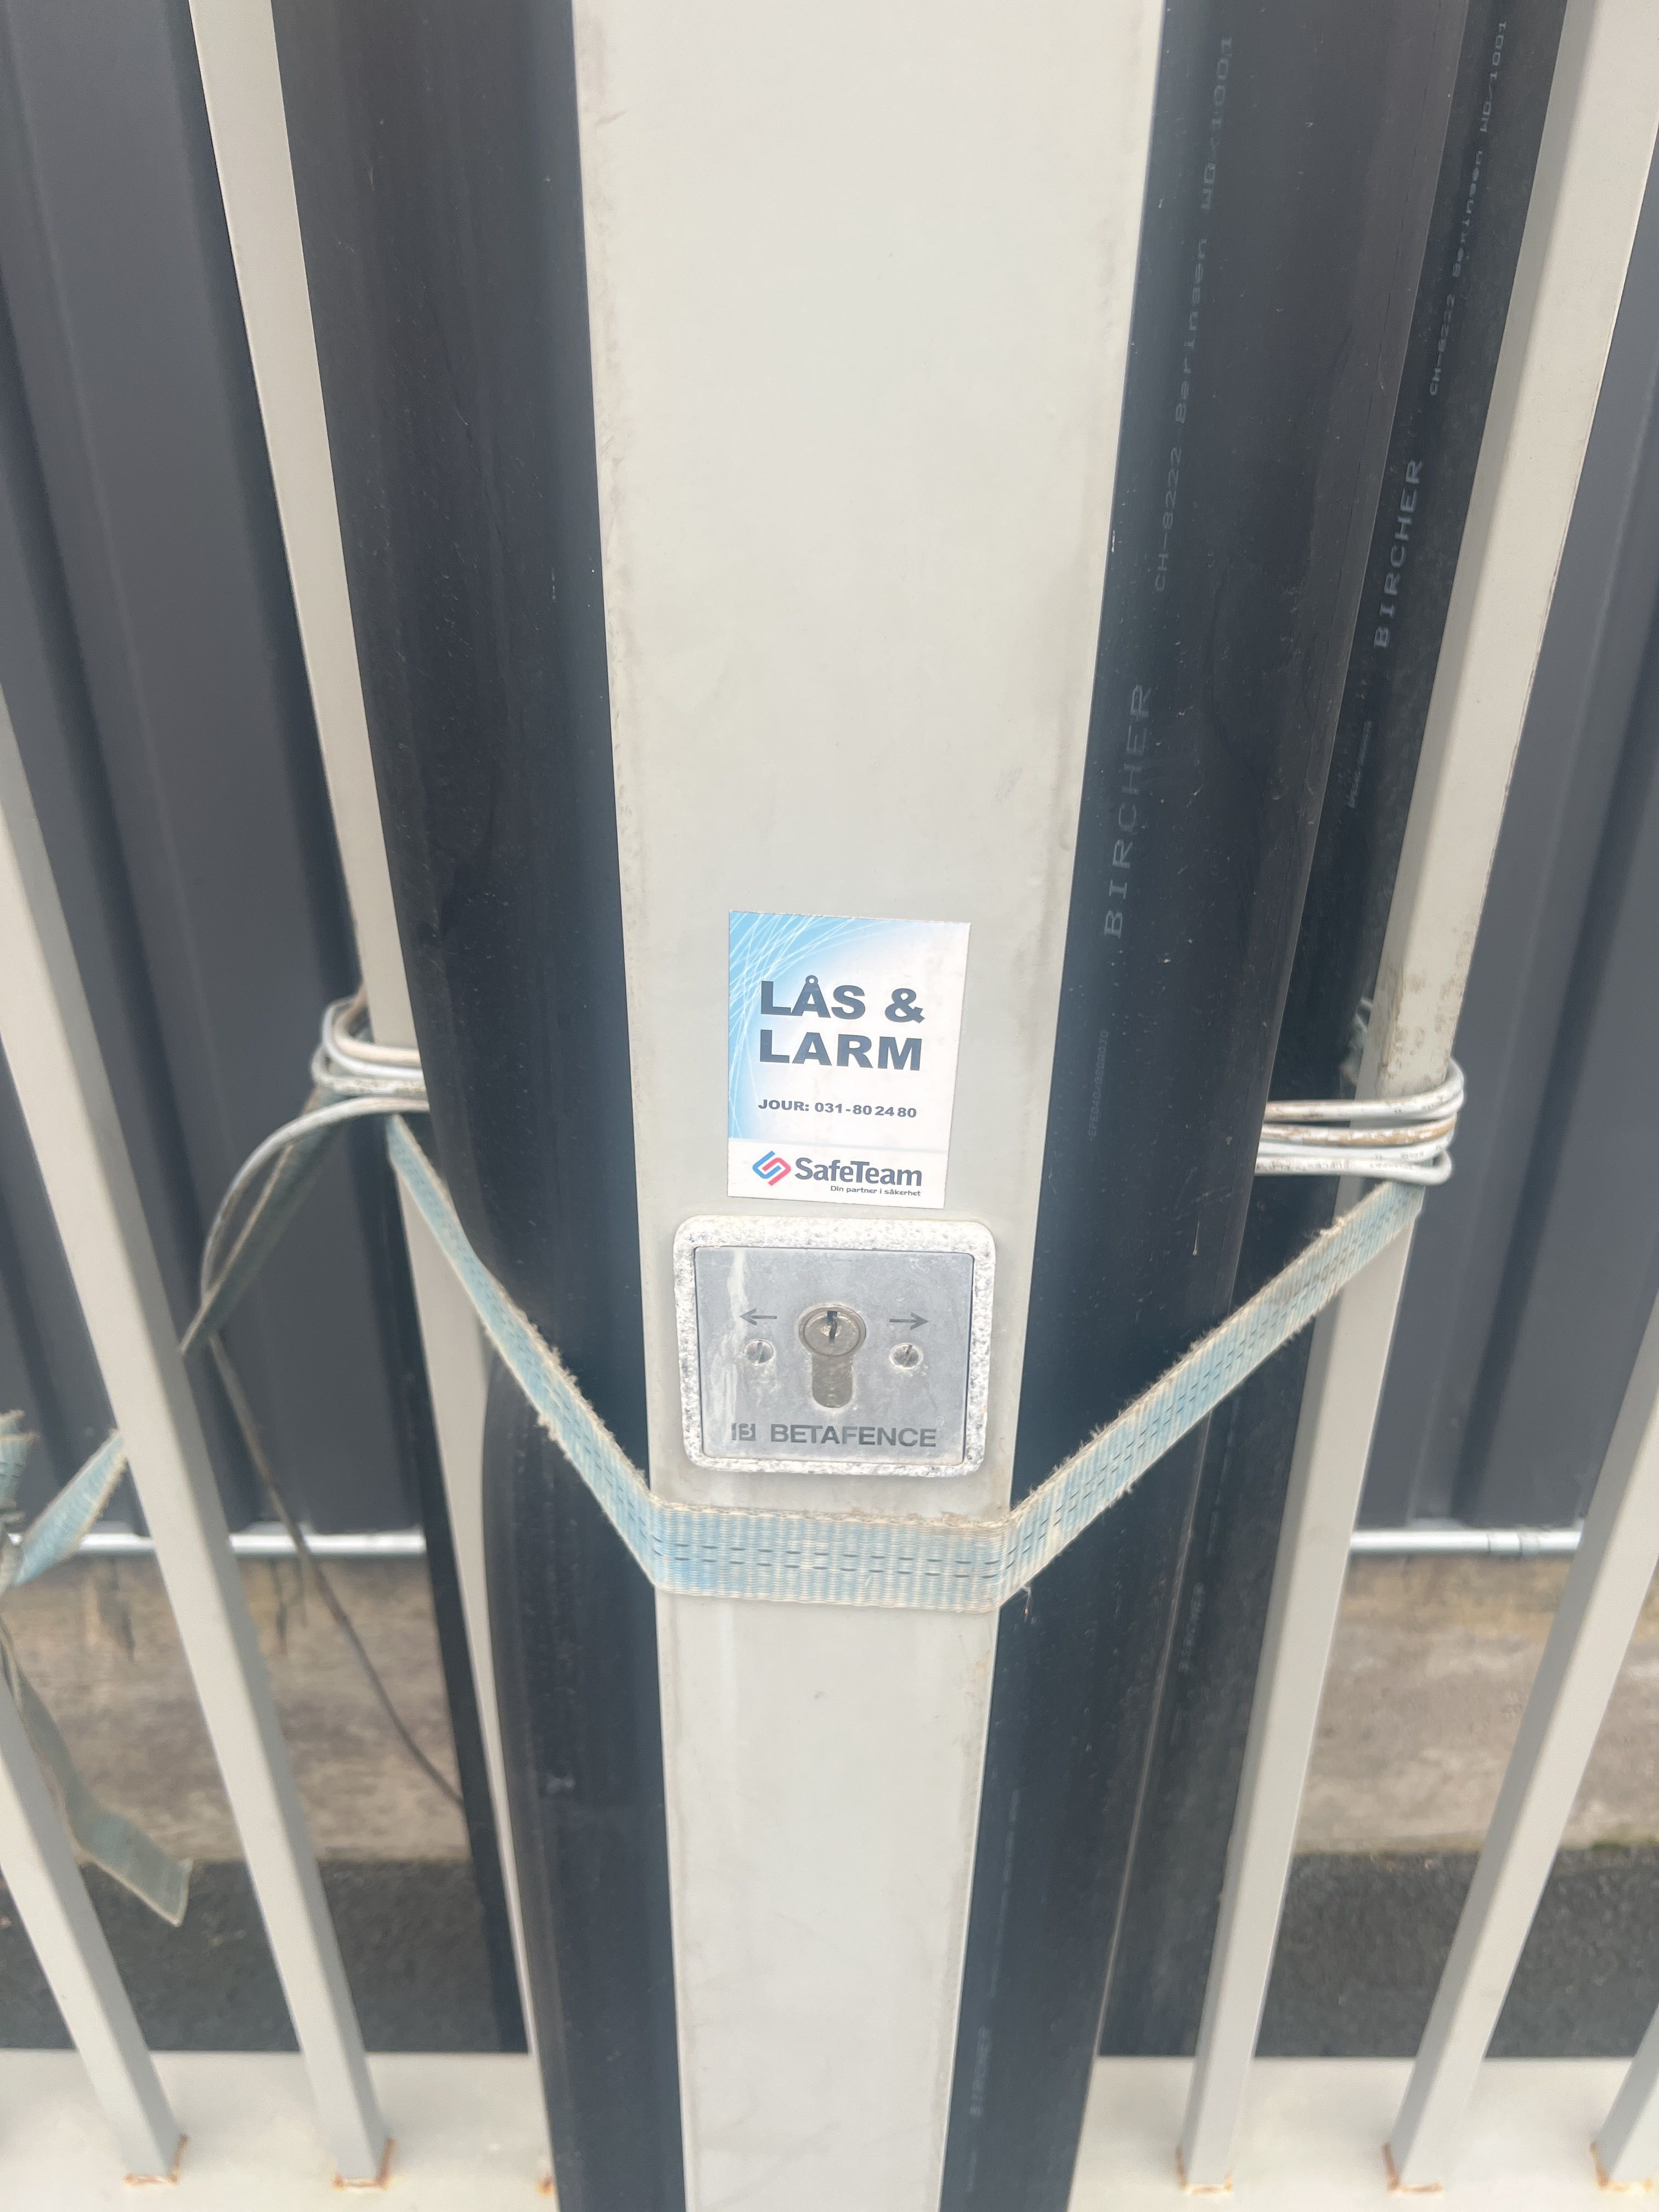 CH-8222 Beringen WD/1001
BIRCHER
CH-8222 Beringen WD/1001
BIRCHER
LÅS &
LARM
JOUR: 031-80 24 80
SafeTeam
Din partner i säkerhet
← →
BETAFENCE
BIRCHER